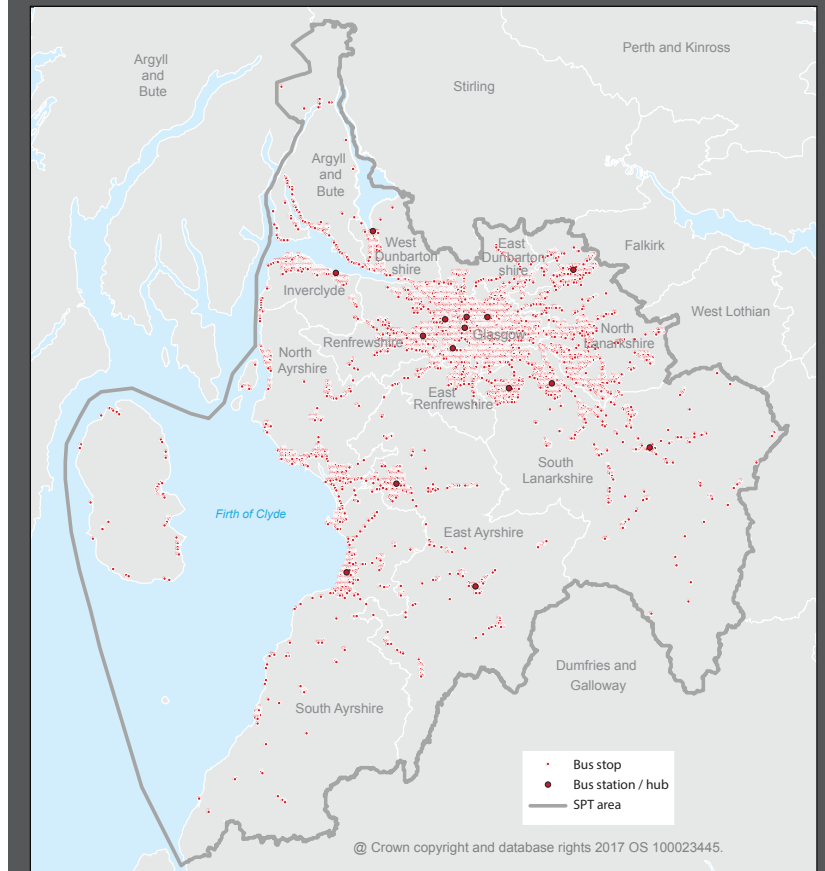 Perth and Kinross
Argyll
and
Bute
Stirling
Argyll
and
Bute
West
Dunbarton
shire
East
Dunbarton
shire
Falkirk
Inverclyde
West Lothian
Renfrewshire
Glasgow
North
Lanarkshire
North
Ayrshire
East
Renfrewshire
South
Lanarkshire
Firth of Clyde
East Ayrshire
Dumfries and
Galloway
South Ayrshire
Bus stop
Bus station / hub
SPT area
@ Crown copyright and database rights 2017 OS 100023445.